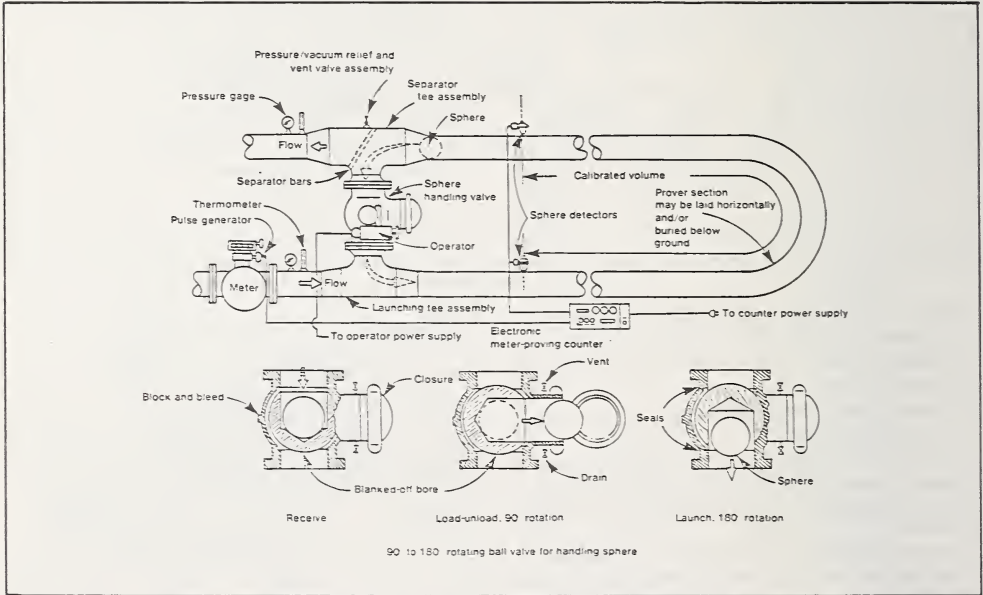 Pressure/vacuum relief and
vent valve assembly
Separator
tee assembly
Pressure gage
Sphere
Flow
Separator bars
Sphere
handling valve
Calibrated volume
Prover section
may be laid horizontally
and/or
buried below
ground
Thermometer
Pulse generator
Sphere detectors
Operator
Meter
Flow
Launching tee assembly
To operator power supply
Electronic
meter-proving counter
To counter power supply
Vent
Closure
Block and bleed
Seals
Drain
Blanked-off bore
Sphere
Receive
Load-unload, 90 rotation
Launch, 180 rotation
90 to 180 rotating ball valve for handling sphere